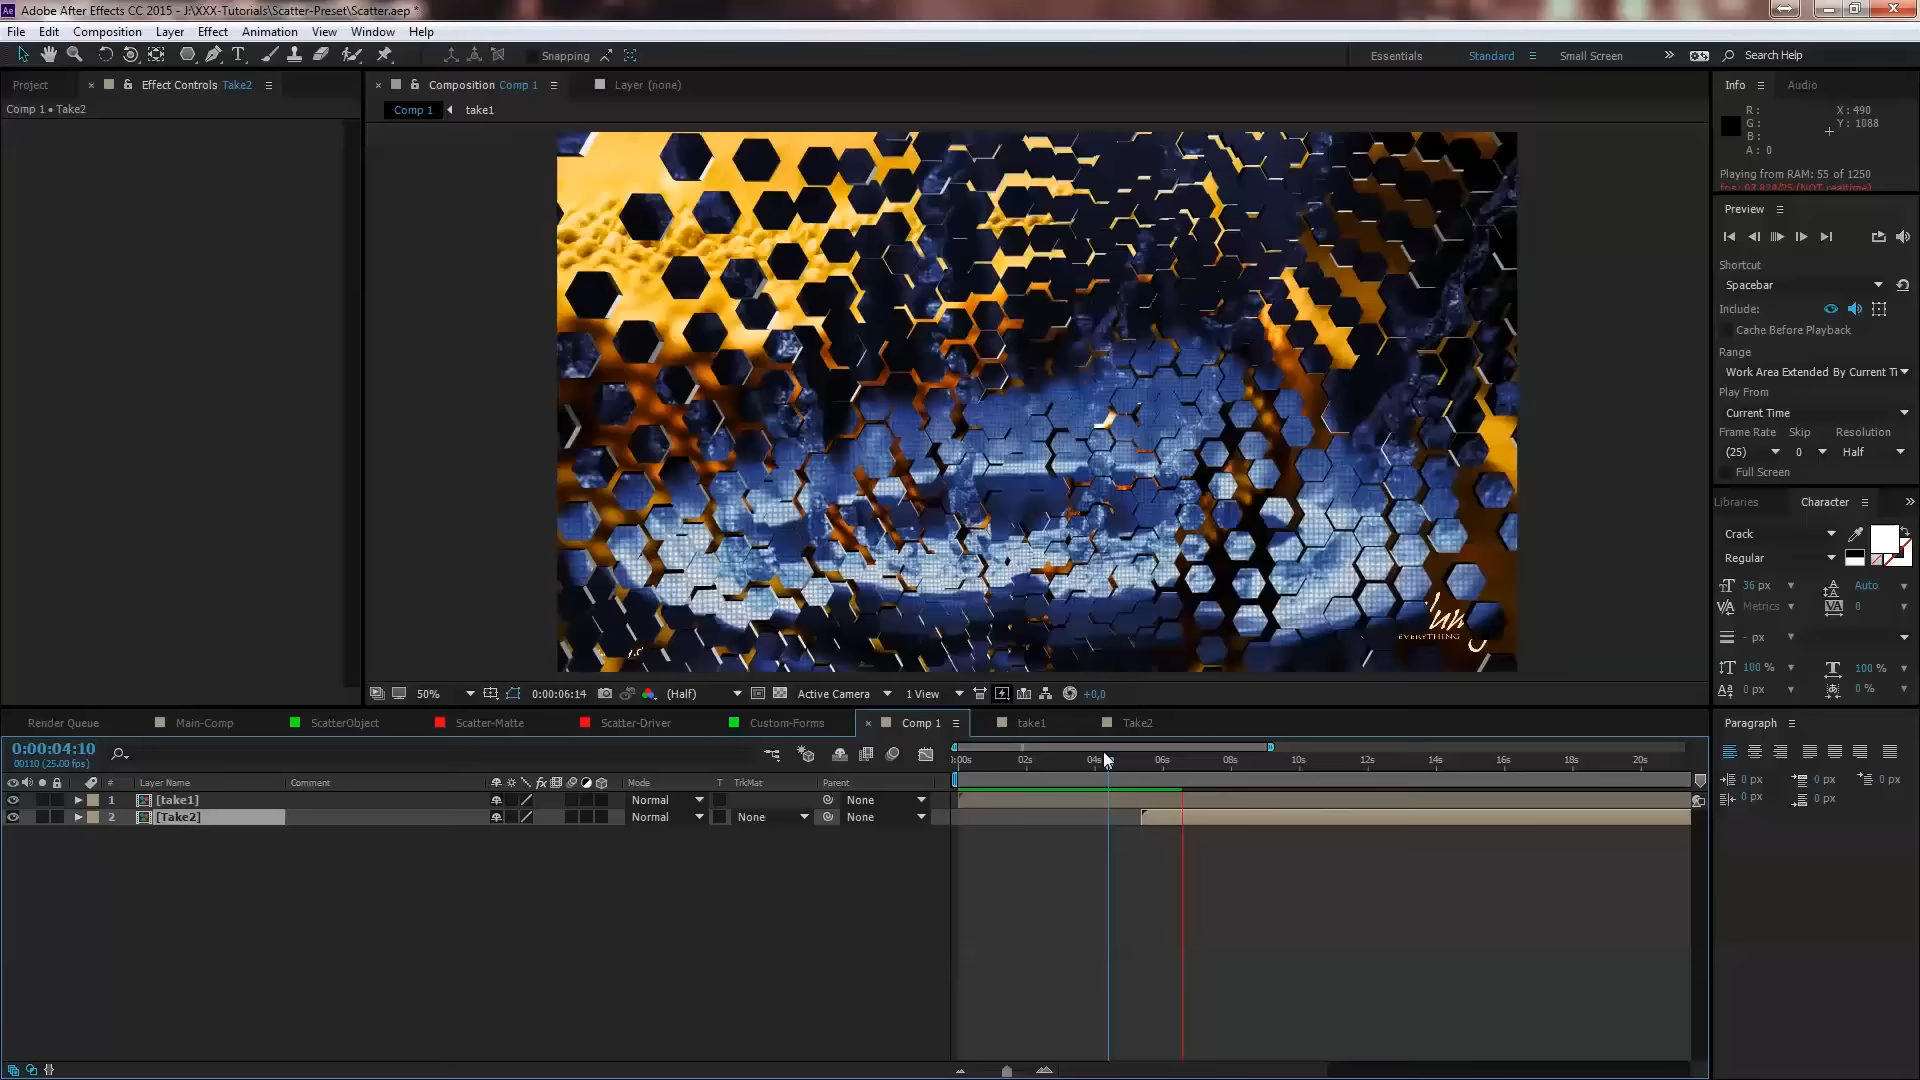 Adobe After Effects CC 2015 - J:\XXX-Tutorials\Scatter-Preset\Scatter.aep *
File Edit Composition Layer Effect Animation View Window Help
Snapping Essentials Standard Small Screen Search Help
Project Effect Controls Take2 Composition Comp 1 Layer (none) Info Audio
Comp 1 • Take2
Comp 1 take1
R :
G :
B :
A : 0
X : 490
Y : 1088
Playing from RAM: 55 of 1250
Preview
Shortcut
Spacebar
Include:
Cache Before Playback
Range
Work Area Extended By Current Ti
Play From
Current Time
Frame Rate Skip Resolution
(25) 0 Half
Full Screen
Libraries Character
Crack
Regular
36 px Auto
Metrics 0
- px
100 % 100 %
0 px 0 %
EVERYTHING
50% 0:00:06:14 (Half) Active Camera 1 View +0,0
Render Queue Main-Comp ScatterObject Scatter-Matte Scatter-Driver Custom-Forms Comp 1 take1 Take2
Paragraph
0 px 0 px 0 px
0 px 0 px
0:00:04:10
00110 (25.00 fps)
:00s 02s 04s 06s 08s 10s 12s 14s 16s 18s 20s
# Layer Name Comment Mode T TrkMat Parent
1 [take1] Normal None
2 [Take2] Normal None None